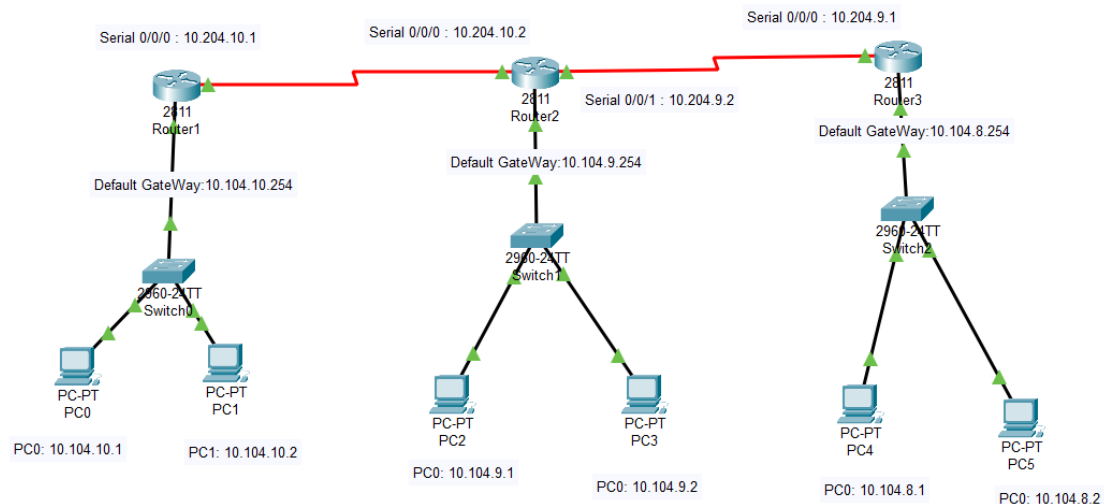 Serial 0/0/0 : 10.204.10.1
Serial 0/0/0 : 10.204.10.2
Serial 0/0/0 : 10.204.9.1
2811
Router1
2811
Router2
Serial 0/0/1 : 10.204.9.2
2811
Router3
Default GateWay:10.104.10.254
Default GateWay:10.104.9.254
Default GateWay:10.104.8.254
2960-24TT
Switch0
2960-24TT
Switch1
2960-24TT
Switch2
PC-PT
PC0
PC-PT
PC1
PC-PT
PC2
PC-PT
PC3
PC-PT
PC4
PC-PT
PC5
PC0: 10.104.10.1
PC1: 10.104.10.2
PC0: 10.104.9.1
PC0: 10.104.9.2
PC0: 10.104.8.1
PC0: 10.104.8.2